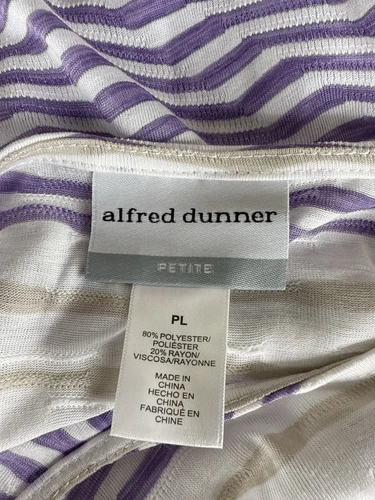 alfred dunner
PETITE
PL
80% POLYESTER/
POLIÉSTER
20% RAYON/
VISCOSA/RAYONNE
MADE IN
CHINA
HECHO EN
CHINA
FABRIQUÉ EN
CHINE